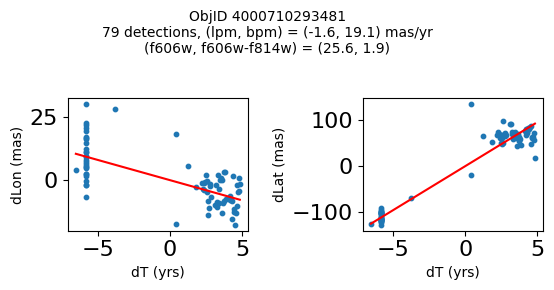 ObjID 4000710293481
79 detections, (lpm, bpm) = (-1.6, 19.1) mas/yr
(f606w, f606w-f814w) = (25.6, 1.9)
dLon (mas)
25
0
−5
0
5
dT (yrs)
dLat (mas)
100
0
−100
−5
0
5
dT (yrs)